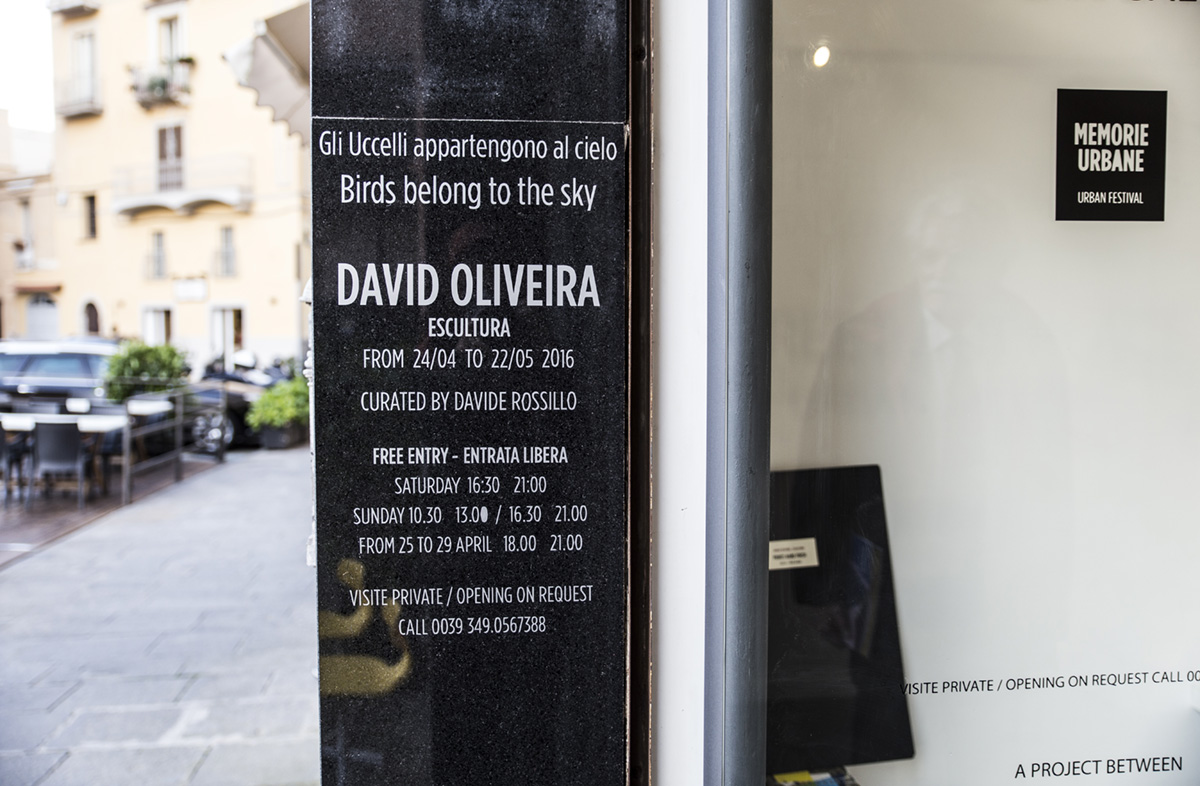 Gli Uccelli appartengono al cielo
Birds belong to the sky
DAVID OLIVEIRA
ESCULTURA
FROM 24/04 TO 22/05 2016
CURATED BY DAVIDE ROSSILLO
FREE ENTRY - ENTRATA LIBERA
SATURDAY 16:30 21:00
SUNDAY 10.30 13.00 / 16.30 21.00
FROM 25 TO 29 APRIL 18.00 21.00
VISITE PRIVATE / OPENING ON REQUEST
CALL 0039 349.0567388
MEMORIE
URBANE
URBAN FESTIVAL
VISITE PRIVATE / OPENING ON REQUEST CALL 00
A PROJECT BETWEEN